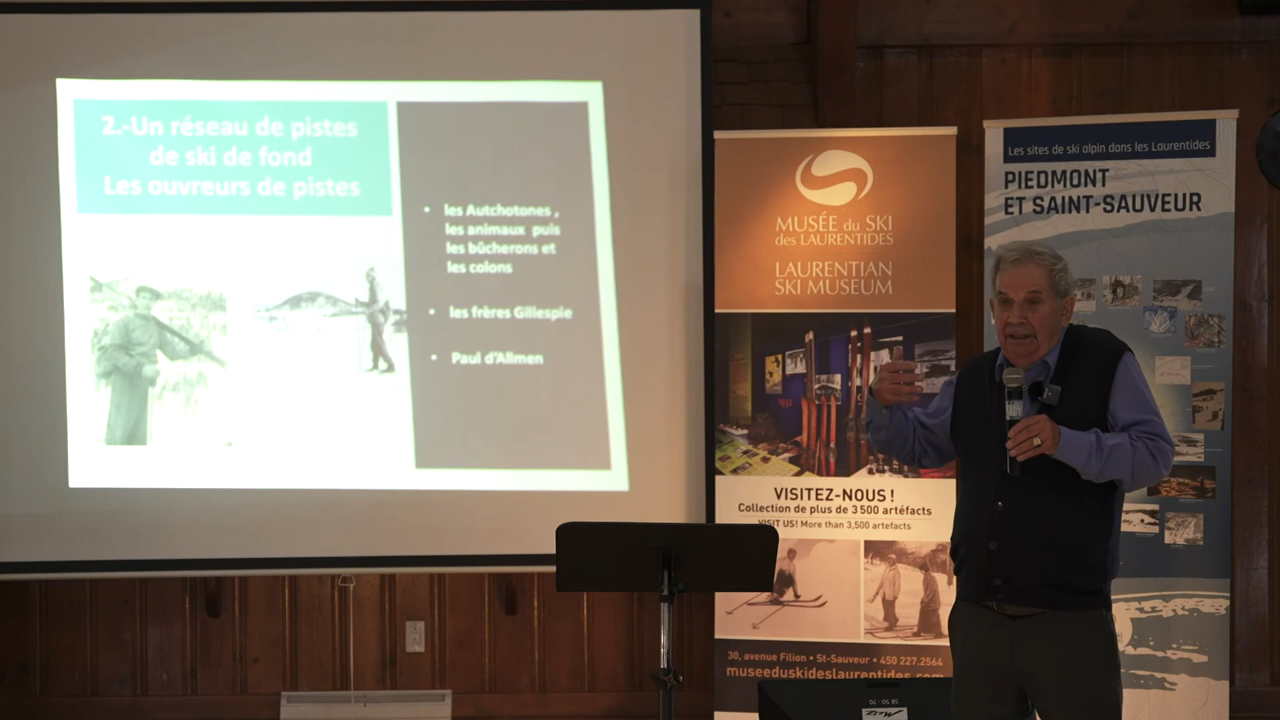 2.-Un réseau de pistes
de ski de fond
Les ouvreurs de pistes
• les Autchotones ,
les animaux puis
les bûcherons et
les colons
• les frères Gillespie
• Paul d'Allmen
MUSÉE du SKI
des LAURENTIDES
LAURENTIAN
SKI MUSEUM
1932
VISITEZ-NOUS !
Collection de plus de 3 500 artéfacts
VISIT US! More than 3,500 artefacts
30, avenue Filion • St-Sauveur • 450 227.2564
museeduskideslaurentides.com
Les sites de ski alpin dans les Laurentides
PIEDMONT
ET SAINT-SAUVEUR